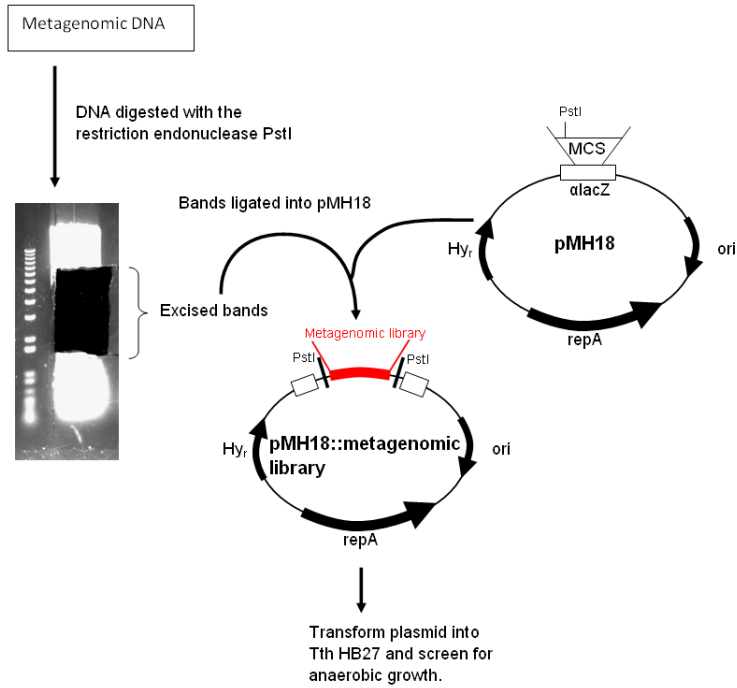 Metagenomic DNA
DNA digested with the
restriction endonuclease PstI
PstI
MCS
αlacZ
Bands ligated into pMH18
Hyr
pMH18
ori
repA
Excised bands
Metagenomic library
PstI
PstI
Hyr
pMH18::metagenomic
library
ori
repA
Transform plasmid into
Tth HB27 and screen for
anaerobic growth.